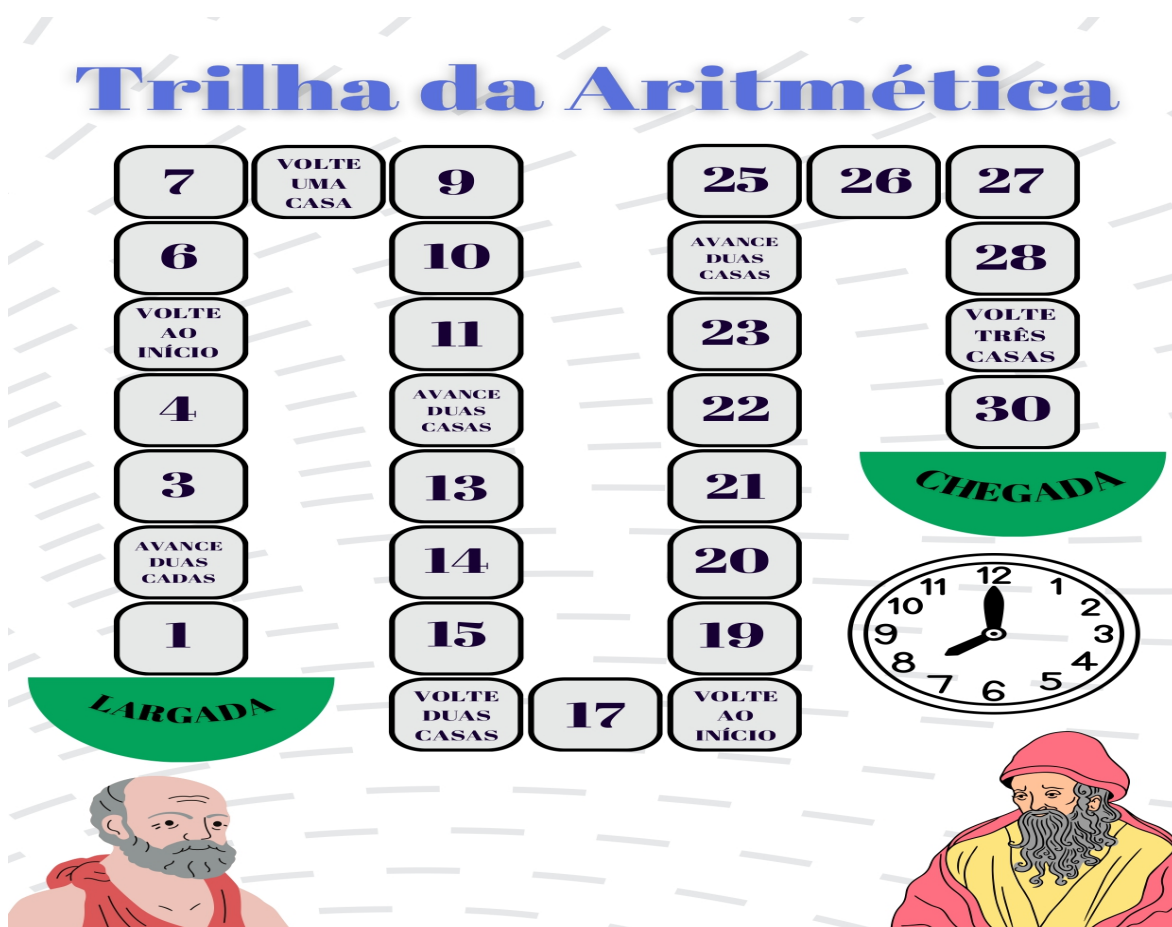 Trilha da Aritmética
7
VOLTE
UMA
CASA
9
25
26
27
6
10
AVANCE
DUAS
CASAS
28
VOLTE
AO
INÍCIO
11
23
VOLTE
TRÊS
CASAS
4
AVANCE
DUAS
CASAS
22
30
3
13
21
CHEGADA
AVANCE
DUAS
CADAS
14
20
1
15
19
LARGADA
VOLTE
DUAS
CASAS
17
VOLTE
AO
INÍCIO
12
1
2
3
4
5
6
7
8
9
10
11